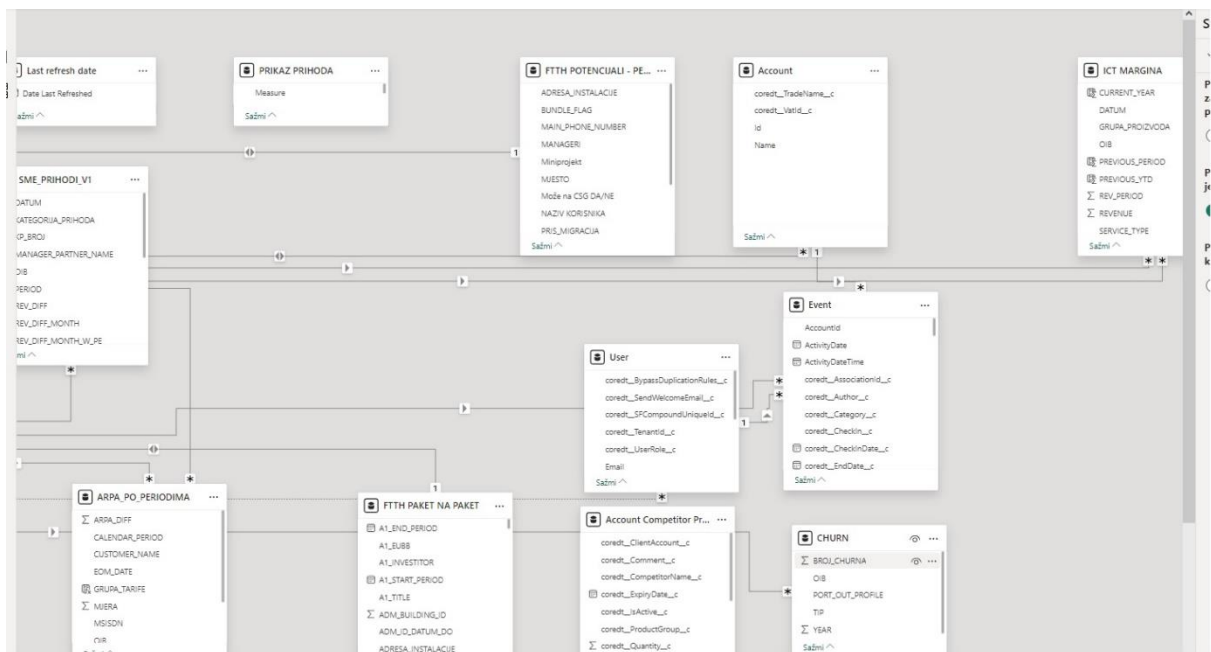 Last refresh date
Date Last Refreshed
PRIKAZ PRIHODA
Measure
Sažmi
FTTH POTENCIJALI - PE...
ADRESA_INSTALACIJE
BUNDLE_FLAG
MAIN_PHONE_NUMBER
MANAGERI
Miniprojekt
MJESTO
Može na CSG DA/NE
NAZIV KORISNIKA
PRIS_MIGRACIJA
Sažmi
Account
coredt__TradeName__c
coredt__VatId__c
Id
Name
Sažmi
ICT MARGINA
CURRENT_YEAR
DATUM
GRUPA_PROIZVODA
OIB
PREVIOUS_PERIOD
PREVIOUS_YTD
REV_PERIOD
REVENUE
SERVICE_TYPE
Sažmi
SME_PRIHODI_V1
DATUM
KATEGORIJA_PRIHODA
KP_BROJ
MANAGER_PARTNER_NAME
OIB
PERIOD
REV_DIFF
REV_DIFF_MONTH
REV_DIFF_MONTH_W_PE
Event
AccountId
ActivityDate
ActivityDateTime
coredt__AssociationId__c
coredt__Author__c
coredt__Category__c
coredt__CheckIn__c
coredt__CheckInDate__c
coredt__EndDate__c
Sažmi
User
coredt__BypassDuplicationRules__c
coredt__SendWelcomeEmail__c
coredt__SFCompoundUniqueId__c
coredt__TenantId__c
coredt__UserRole__c
Email
Sažmi
ARPA_PO_PERIODIMA
ARPA_DIFF
CALENDAR_PERIOD
CUSTOMER_NAME
EOM_DATE
GRUPA_TARIFE
MJERA
MSISDN
OIB
FTTH PAKET NA PAKET
A1_END_PERIOD
A1_EUBB
A1_INVESTITOR
A1_START_PERIOD
A1_TITLE
ADM_BUILDING_ID
ADM_ID_DATUM_DO
ADRESA_INSTALACIJE
Account Competitor Pr...
coredt__ClientAccount__c
coredt__Comment__c
coredt__CompetitorName__c
coredt__ExpiryDate__c
coredt__IsActive__c
coredt__ProductGroup__c
coredt__Quantity__c
CHURN
BROJ_CHURNA
OIB
PORT_OUT_PROFILE
TIP
YEAR
Sažmi